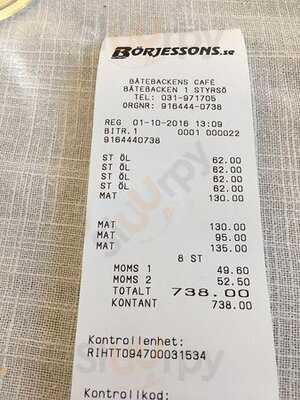 BÖRJESSONS.se
BÅTEBACKENS CAFÉ
BÅTEBACKEN 1 STYRSÖ
TEL: 031-971705
ORGNR: 916444-0738
REG 01-10-2016 13:09
BITR.1 0001 000022
9164440738
ST ÖL 62.00
ST ÖL 62.00
ST ÖL 62.00
ST ÖL 62.00
MAT 130.00
MAT 130.00
MAT 95.00
MAT 135.00
8 ST
MOMS 1 49.60
MOMS 2 52.50
TOTALT 738.00
KONTANT 738.00
Kontrollenhet:
RIHTT094700031534
Kontrollkod: